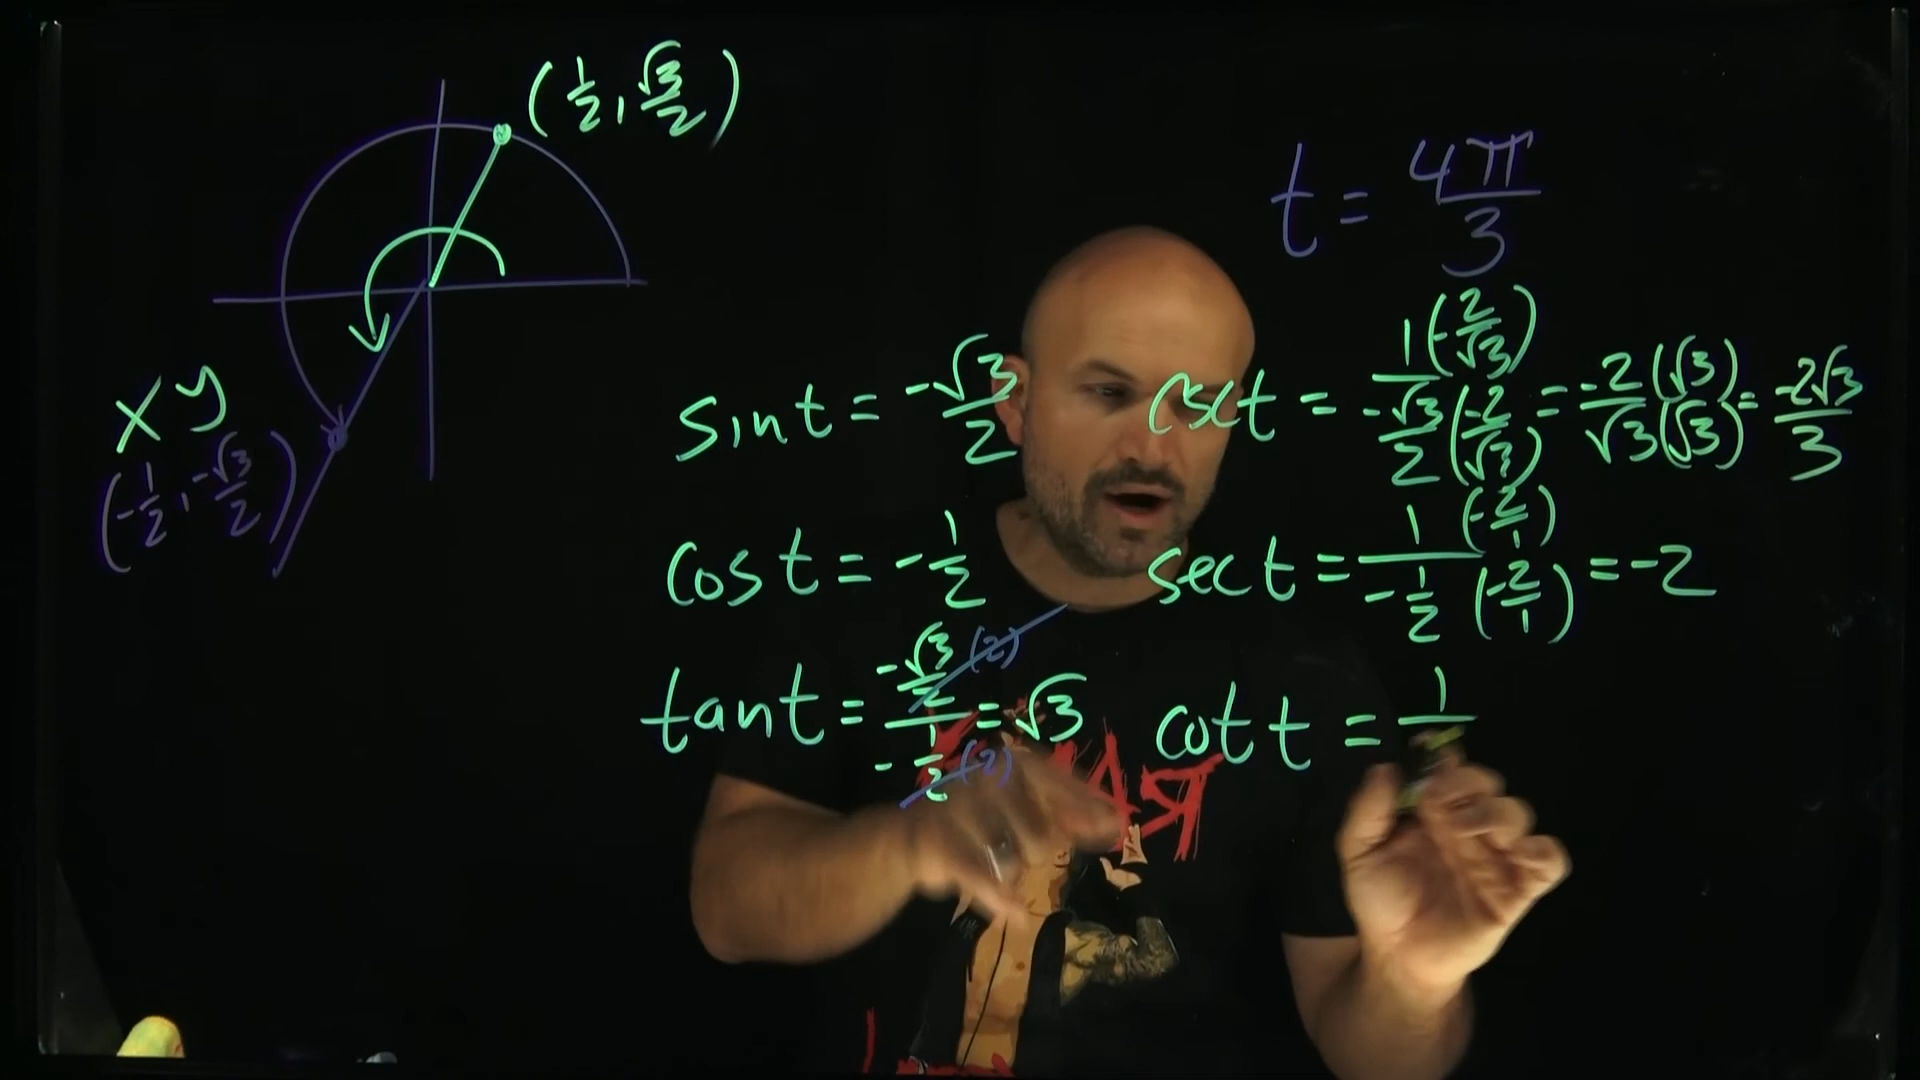 (1/2, √3/2)
t = 4π/3
x y
(-1/2, -√3/2)
sin t = -√3/2
csc t = 1(-2/√3) / -√3/2(-2/√3) = -2(√3)/√3(√3) = -2√3/3
cos t = -1/2
sec t = 1(-2/1) / -1/2(-2/1) = -2
tan t = -√3/2(2) / -1/2(2) = √3
cot t = 1/